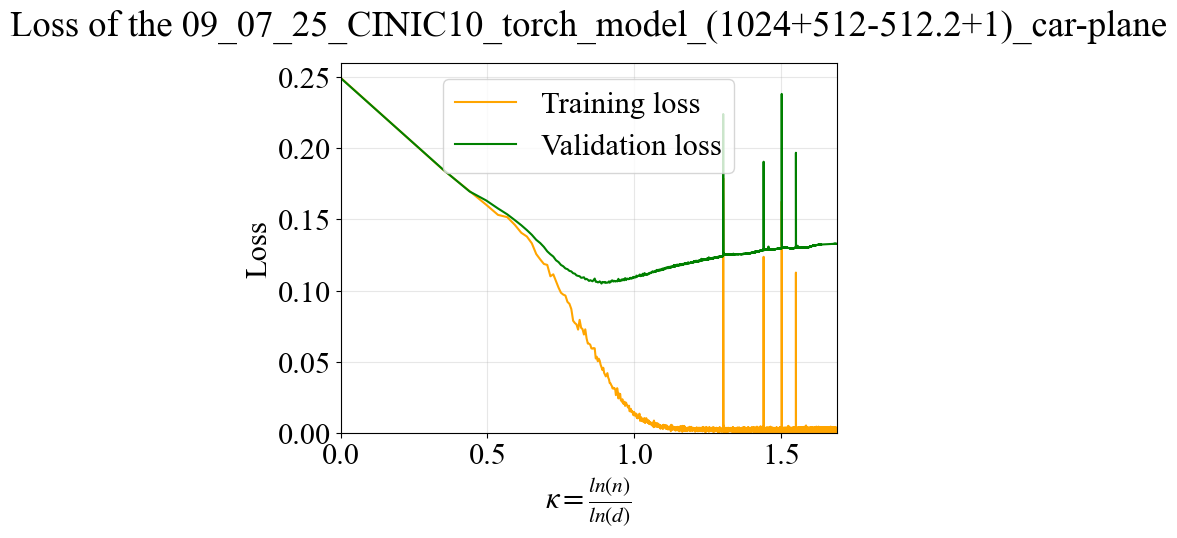 Loss of the 09_07_25_CINIC10_torch_model_(1024+512-512.2+1)_car-plane
Training loss
Validation loss
Loss
0.25
0.20
0.15
0.10
0.05
0.00
0.0 0.5 1.0 1.5
κ = ln(n) / ln(d)